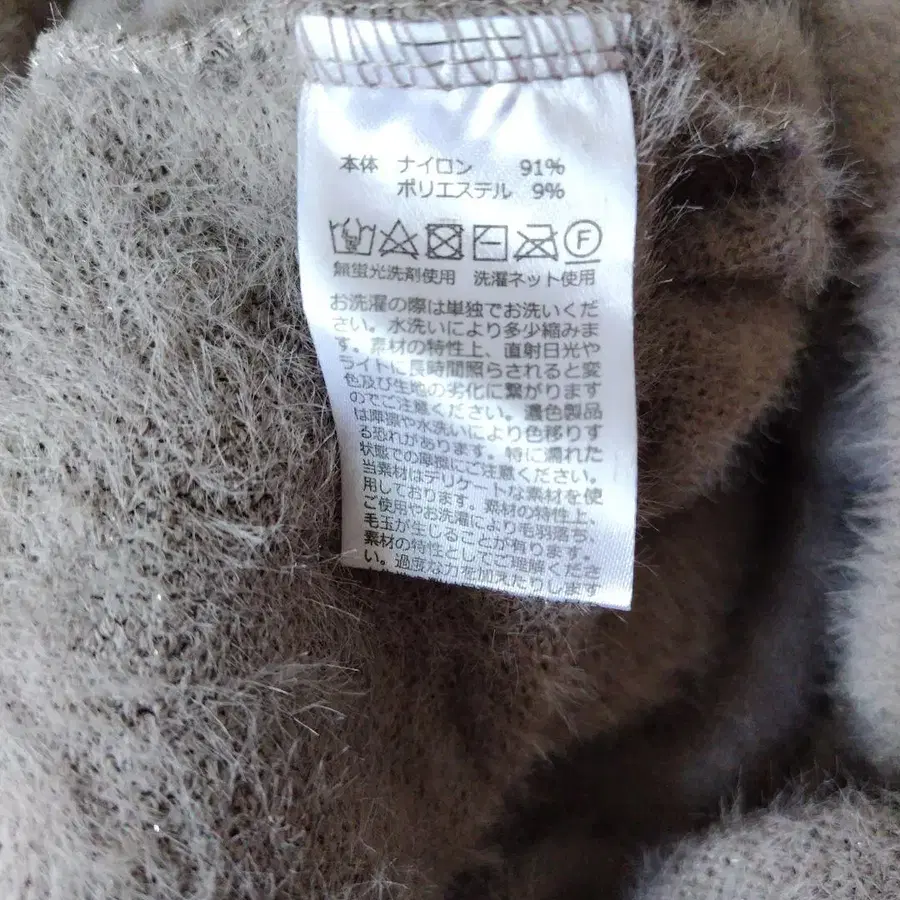 本体 ナイロン 91%
ポリエステル 9%
F
無蛍光洗剤使用 洗濯ネット使用
お洗濯の際は単独でお洗いくだ
さい。水洗いにより多少縮みま
す。素材の特性上、直射日光や
ライトに長時間照らされると変
色及び生地の劣化に繋がります
のでご注意ください。濃色製品
は摩擦や水洗いにより色移りす
る恐れがあります。特に濡れた
状態での摩擦にご注意ください。
当素材はデリケートな素材を使
用しております。素材の特性上、
ご使用やお洗濯により毛羽落ち、
毛玉が生じることが有ります。
素材の特性としてご理解くださ
い。過度な力を加えたりします